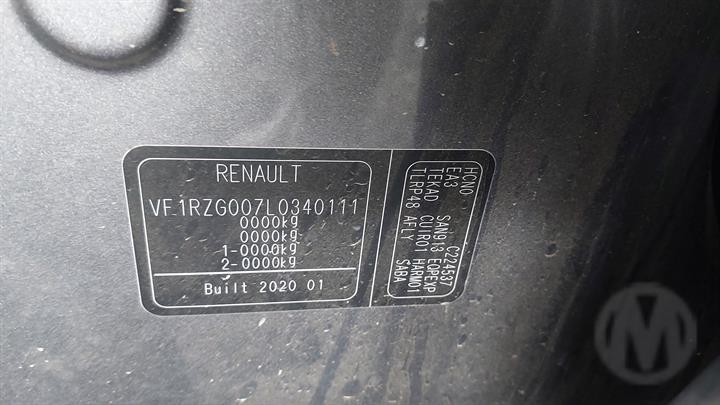 RENAULT
VF1RZG007L0340111
0000kg
0000kg
1-0000kg
2-0000kg
Built 2020 01
HCNO C224537
EA3 SAN913 EQPEXP
TEKAD CUIR01 HARM01
TLRP48 AFLY SABA
M